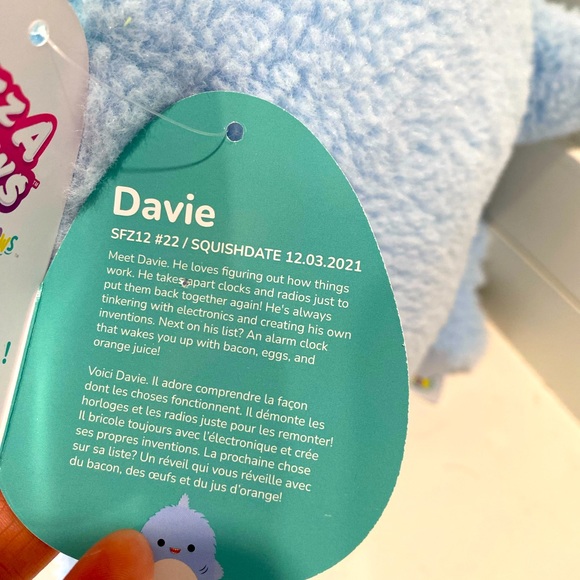 Davie
SFZ12 #22 / SQUISHDATE 12.03.2021
Meet Davie. He loves figuring out how things
work. He takes apart clocks and radios just to
put them back together again! He's always
tinkering with electronics and creating his own
inventions. Next on his list? An alarm clock
that wakes you up with bacon, eggs, and
orange juice!
Voici Davie. Il adore comprendre la façon
dont les choses fonctionnent. Il démonte les
horloges et les radios juste pour les remonter!
Il bricole toujours avec l'électronique et crée
ses propres inventions. La prochaine chose
sur sa liste? Un réveil qui vous réveille avec
du bacon, des œufs et du jus d'orange!